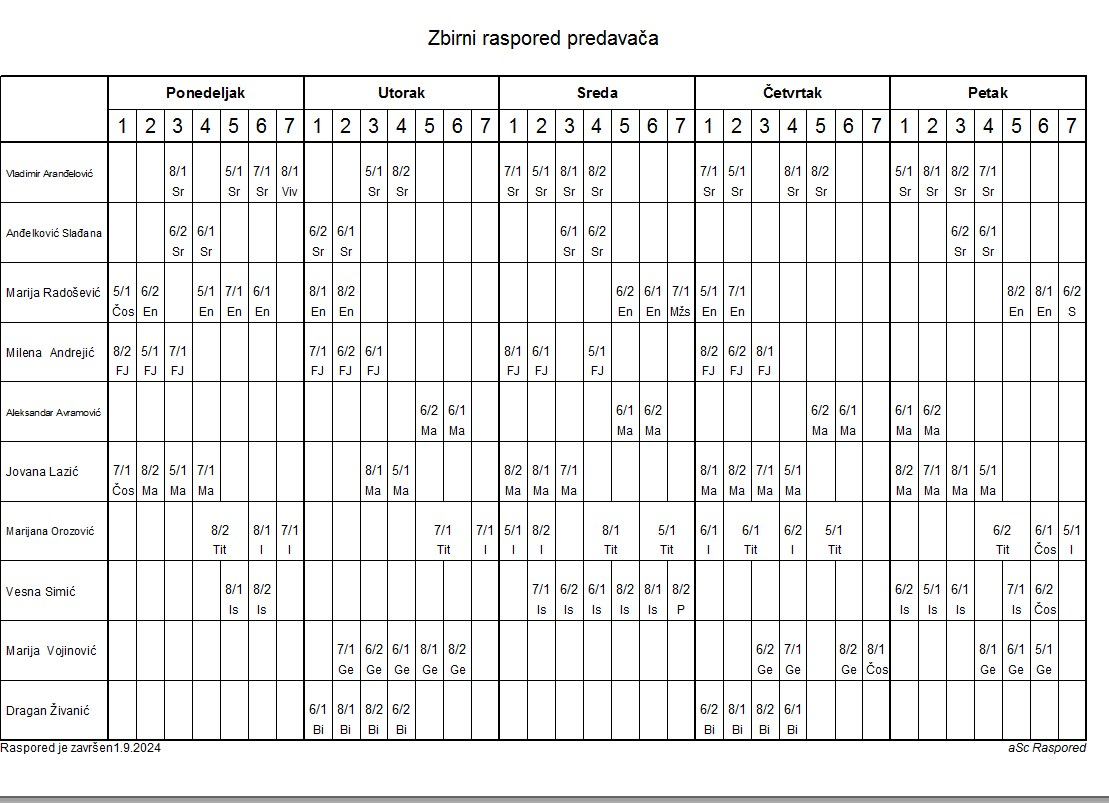 Zbirni raspored predavača
Ponedeljak Utorak Sreda Četvrtak Petak
1 2 3 4 5 6 7 1 2 3 4 5 6 7 1 2 3 4 5 6 7 1 2 3 4 5 6 7 1 2 3 4 5 6 7
8/1 5/1 7/1 8/1 5/1 8/2 7/1 5/1 8/1 8/2 7/1 5/1 8/1 8/2 5/1 8/1 8/2 7/1
Vladimir Aranđelović
Sr Sr Sr Viv Sr Sr Sr Sr Sr Sr Sr Sr Sr Sr Sr Sr Sr Sr
6/2 6/1 6/2 6/1 6/1 6/2 6/2 6/1
Anđelković Slađana
Sr Sr Sr Sr Sr Sr Sr Sr
Marija Radošević 5/1 6/2 5/1 7/1 6/1 8/1 8/2 6/2 6/1 7/1 5/1 7/1 8/2 8/1 6/2
Čos En En En En En En En En Mžs En En En En S
Milena Andrejić 8/2 5/1 7/1 7/1 6/2 6/1 8/1 6/1 5/1 8/2 6/2 8/1
FJ FJ FJ FJ FJ FJ FJ FJ FJ FJ FJ FJ
Aleksandar Avramović 6/2 6/1 6/1 6/2 6/2 6/1 6/1 6/2
Ma Ma Ma Ma Ma Ma Ma Ma
Jovana Lazić 7/1 8/2 5/1 7/1 8/1 5/1 8/2 8/1 7/1 8/1 8/2 7/1 5/1 8/2 7/1 8/1 5/1
Čos Ma Ma Ma Ma Ma Ma Ma Ma Ma Ma Ma Ma Ma Ma Ma Ma
Marijana Orozović 8/2 8/1 7/1 7/1 7/1 5/1 8/2 8/1 5/1 6/1 6/1 6/2 5/1 6/2 6/1 5/1
Tit I I Tit I I I Tit Tit I Tit I Tit Tit Čos I
Vesna Simić 8/1 8/2 7/1 6/2 6/1 8/2 8/1 8/2 6/2 5/1 6/1 7/1 6/2
Is Is Is Is Is Is Is P Is Is Is Is Čos
Marija Vojinović 7/1 6/2 6/1 8/1 8/2 6/2 7/1 8/2 8/1 8/1 6/1 5/1
Ge Ge Ge Ge Ge Ge Ge Ge Čos Ge Ge Ge
Dragan Živanić 6/1 8/1 8/2 6/2 6/2 8/1 8/2 6/1
Bi Bi Bi Bi Bi Bi Bi Bi
Raspored je završen1.9.2024 aSc Raspored